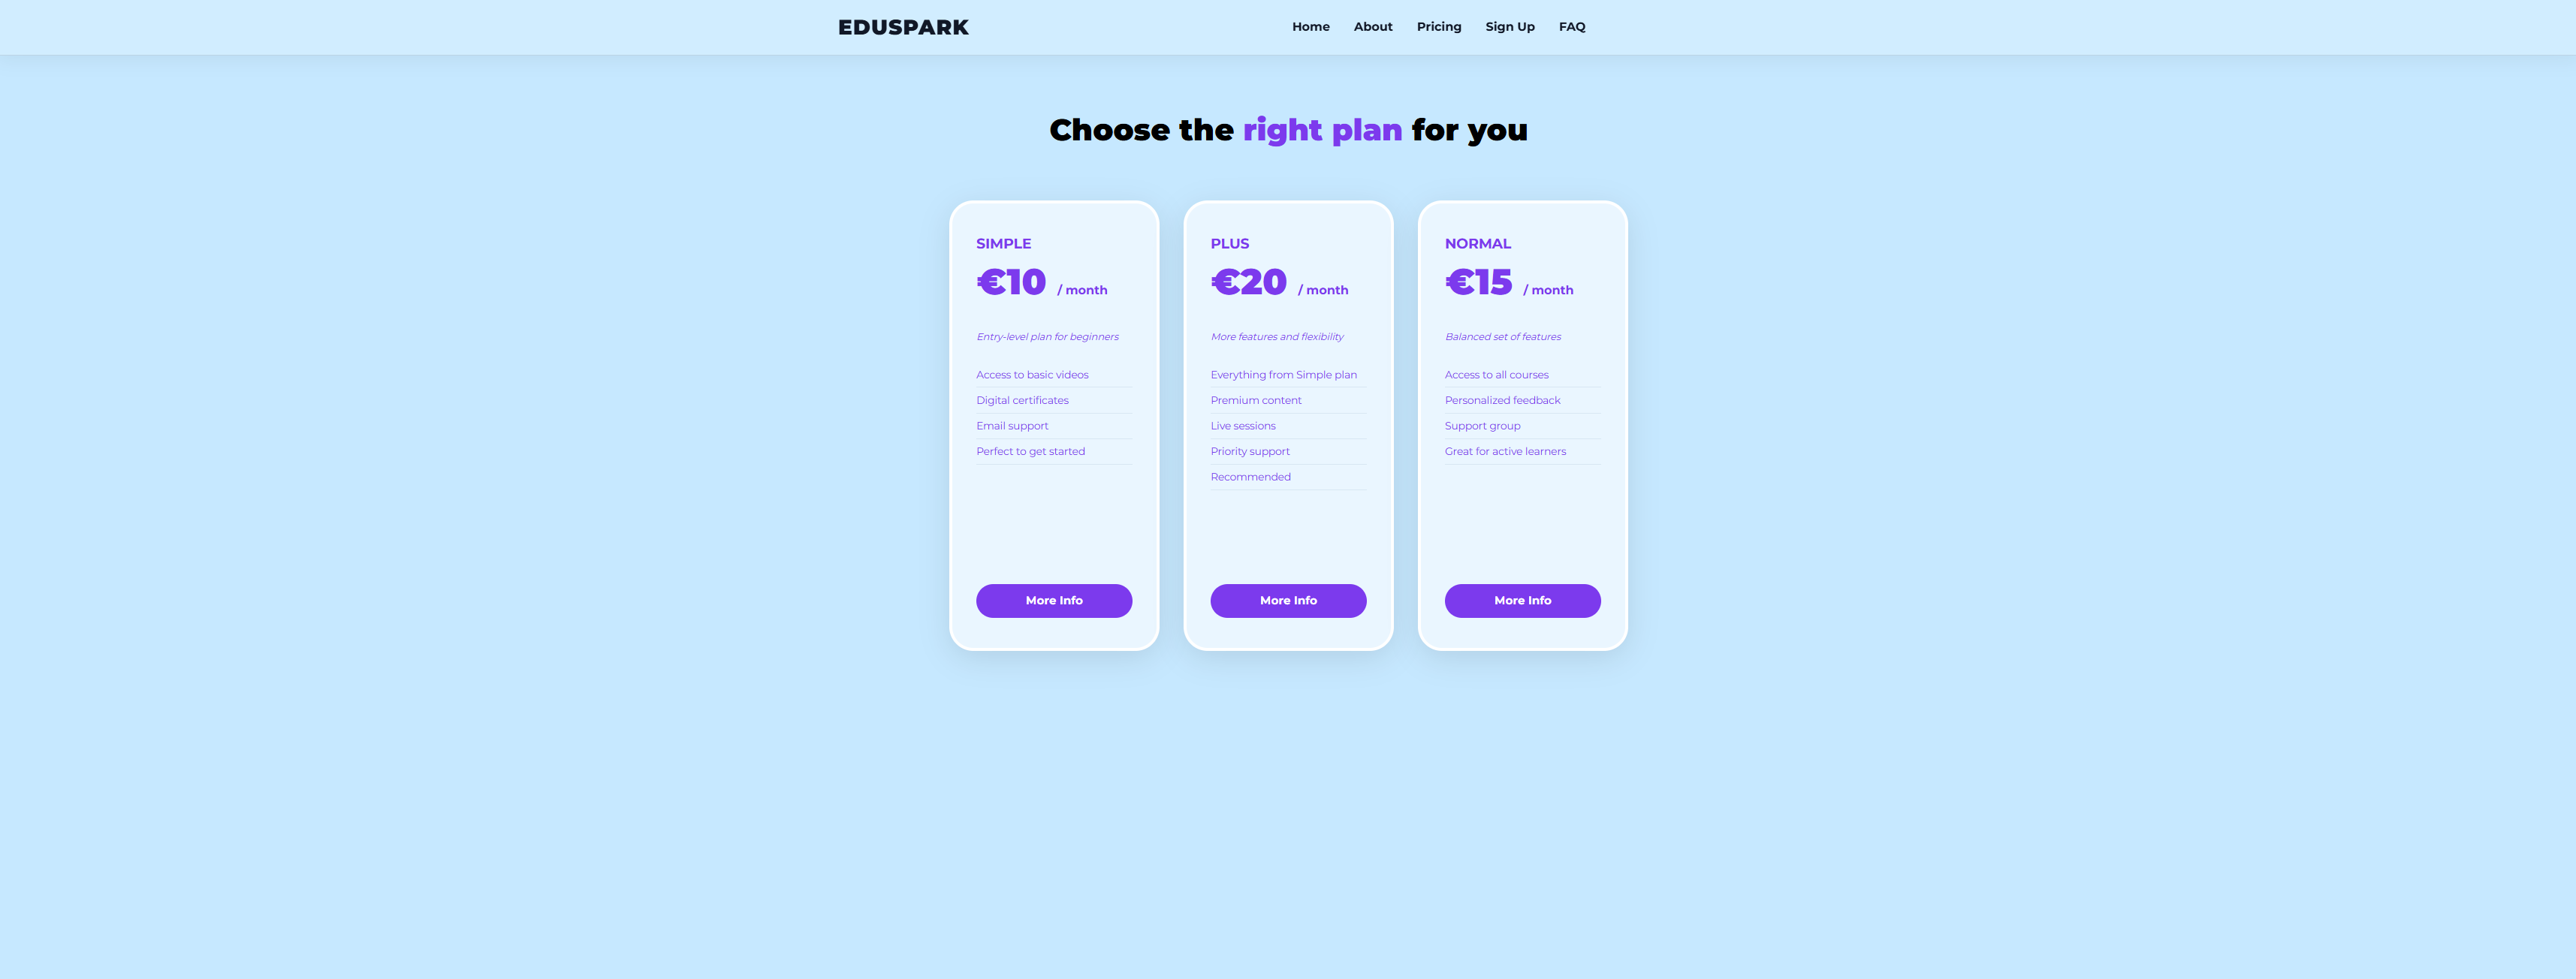 EDUSPARK
Home About Pricing Sign Up FAQ
Choose the right plan for you
SIMPLE
€10 / month
Entry-level plan for beginners
Access to basic videos
Digital certificates
Email support
Perfect to get started
More Info
PLUS
€20 / month
More features and flexibility
Everything from Simple plan
Premium content
Live sessions
Priority support
Recommended
More Info
NORMAL
€15 / month
Balanced set of features
Access to all courses
Personalized feedback
Support group
Great for active learners
More Info